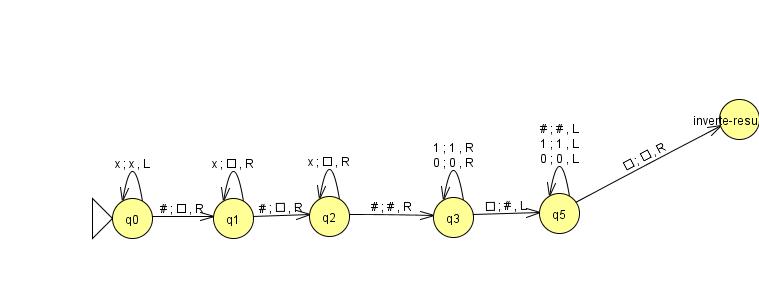 #;#,L
1;1,L
0;0,L
□;□,R
inverte-resu
1;1,R
0;0,R
x;x,L
x;□,R
x;□,R
#;□,R
#;□,R
#;#,R
□;#,L
q0
q1
q2
q3
q5